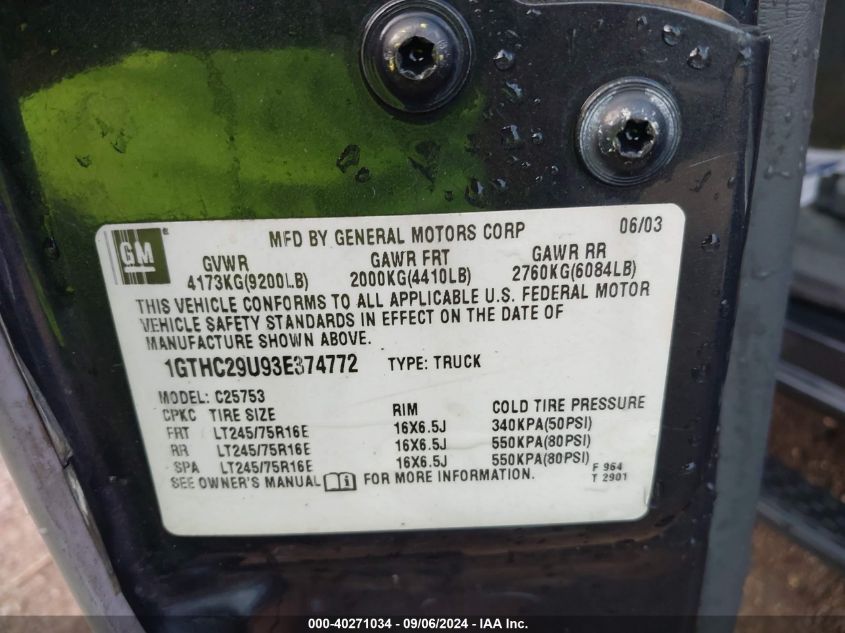 GM
MFD BY GENERAL MOTORS CORP 06/03
GVWR GAWR FRT GAWR RR
4173KG(9200LB) 2000KG(4410LB) 2760KG(6084LB)
THIS VEHICLE CONFORMS TO ALL APPLICABLE U.S. FEDERAL MOTOR
VEHICLE SAFETY STANDARDS IN EFFECT ON THE DATE OF
MANUFACTURE SHOWN ABOVE.
1GTHC29U93E374772 TYPE: TRUCK
MODEL: C25753
CPKC TIRE SIZE RIM COLD TIRE PRESSURE
FRT LT245/75R16E 16X6.5J 340KPA(50PSI)
RR LT245/75R16E 16X6.5J 550KPA(80PSI)
SPA LT245/75R16E 16X6.5J 550KPA(80PSI)
SEE OWNER'S MANUAL FOR MORE INFORMATION.
F 964
T 2901
000-40271034 - 09/06/2024 - IAA Inc.